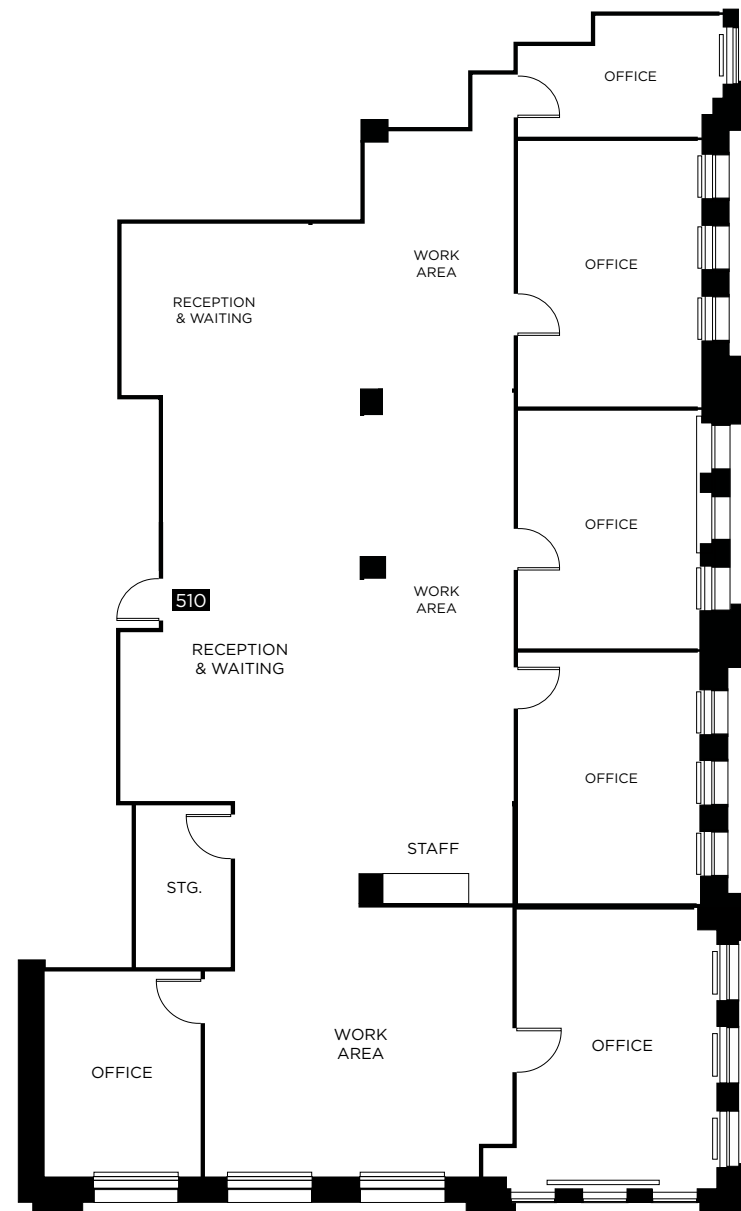 OFFICE
WORK
AREA
OFFICE
RECEPTION
& WAITING
OFFICE
WORK
AREA
510
RECEPTION
& WAITING
OFFICE
STAFF
STG.
WORK
AREA
OFFICE
OFFICE